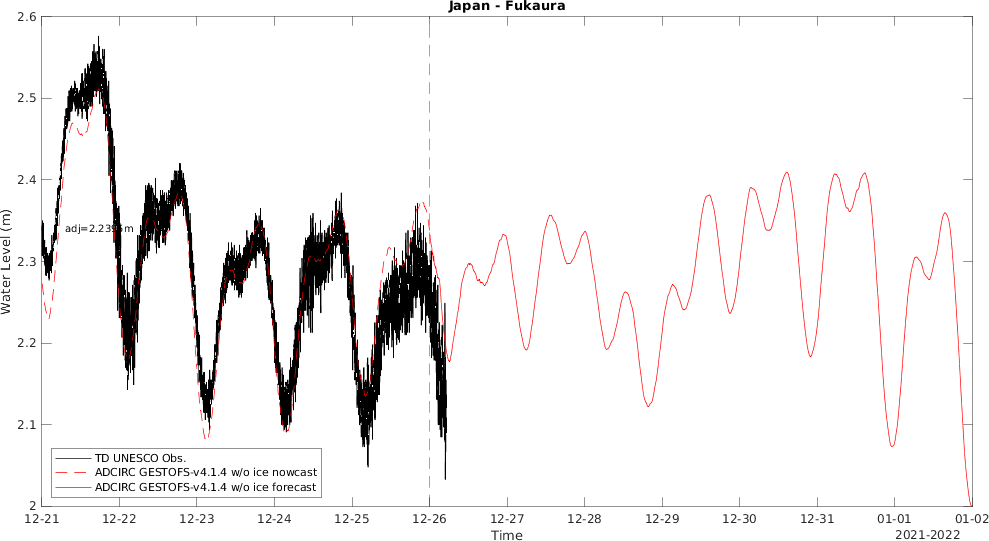 Japan - Fukaura
2.6
2.5
2.4
2.3
2.2
2.1
2
Water Level (m)
adj=2.2395m
TD UNESCO Obs.
ADCIRC GESTOFS-v4.1.4 w/o ice nowcast
ADCIRC GESTOFS-v4.1.4 w/o ice forecast
12-21 12-22 12-23 12-24 12-25 12-26 12-27 12-28 12-29 12-30 12-31 01-01 01-02
Time
2021-2022